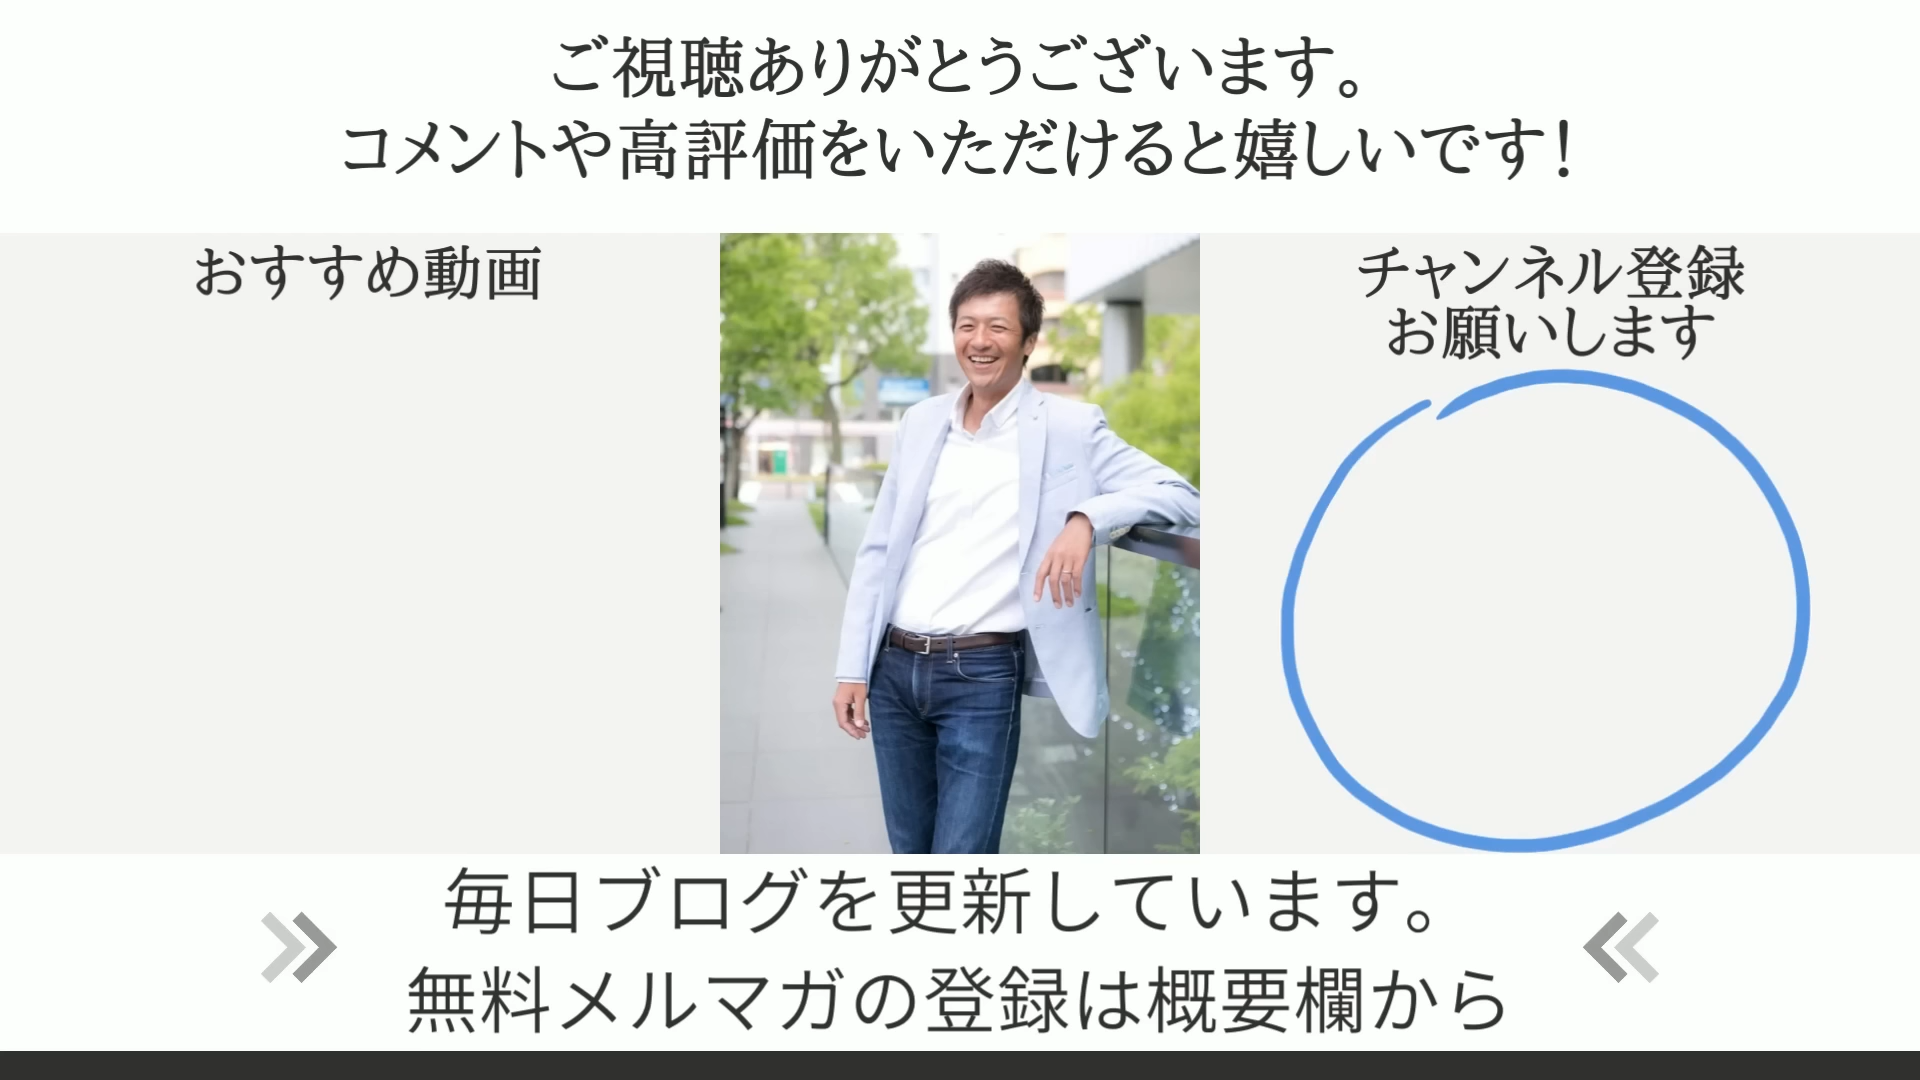 ご視聴ありがとうございます。
コメントや高評価をいただけると嬉しいです！
おすすめ動画
チャンネル登録
お願いします
毎日ブログを更新しています。
無料メルマガの登録は概要欄から